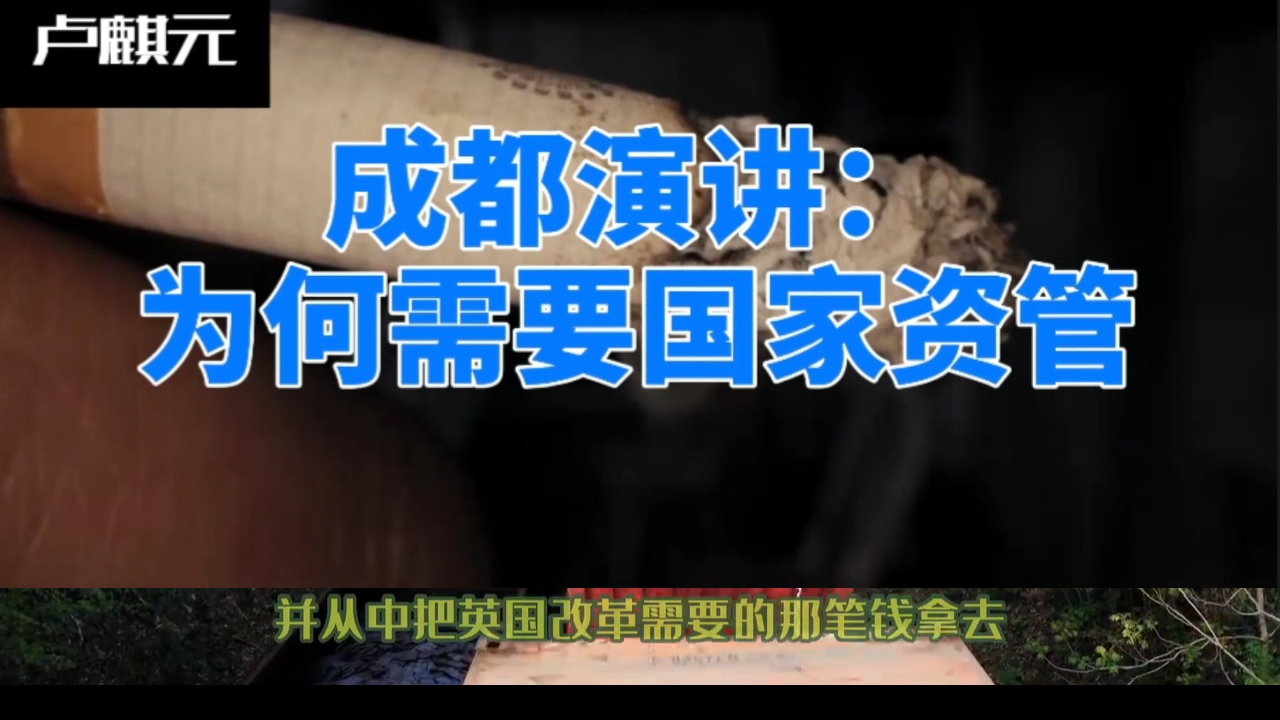 卢麒元
成都演讲：
为何需要国家资管
并从中把英国改革需要的那笔钱拿去